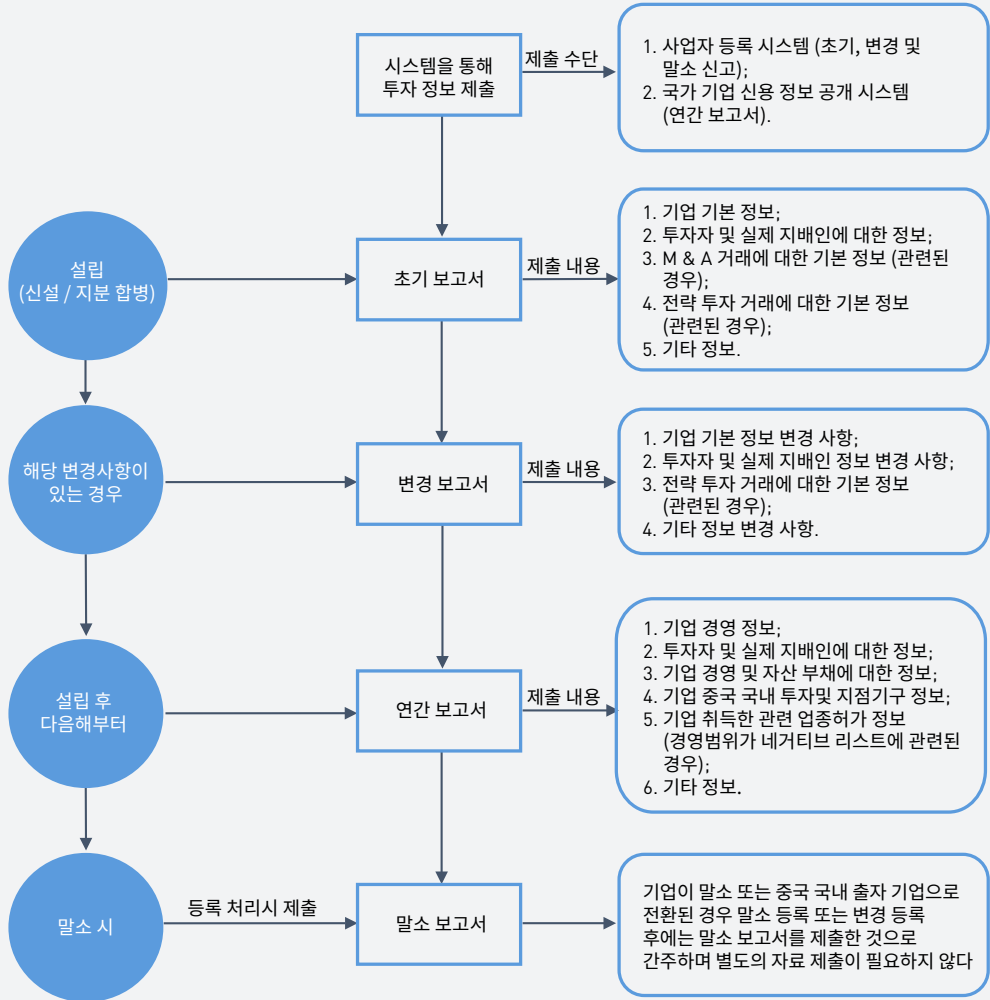 시스템을 통해
투자 정보 제출
제출 수단
1. 사업자 등록 시스템 (초기, 변경 및
말소 신고);
2. 국가 기업 신용 정보 공개 시스템
(연간 보고서).
설립
(신설 / 지분 합병)
초기 보고서
제출 내용
1. 기업 기본 정보;
2. 투자자 및 실제 지배인에 대한 정보;
3. M & A 거래에 대한 기본 정보 (관련된
경우);
4. 전략 투자 거래에 대한 기본 정보
(관련된 경우);
5. 기타 정보.
해당 변경사항이
있는 경우
변경 보고서
제출 내용
1. 기업 기본 정보 변경 사항;
2. 투자자 및 실제 지배인 정보 변경 사항;
3. 전략 투자 거래에 대한 기본 정보
(관련된 경우);
4. 기타 정보 변경 사항.
설립 후
다음해부터
연간 보고서
제출 내용
1. 기업 경영 정보;
2. 투자자 및 실제 지배인에 대한 정보;
3. 기업 경영 및 자산 부채에 대한 정보;
4. 기업 중국 국내 투자및 지점기구 정보;
5. 기업 취득한 관련 업종허가 정보
(경영범위가 네거티브 리스트에 관련된
경우);
6. 기타 정보.
말소 시
등록 처리시 제출
말소 보고서
기업이 말소 또는 중국 국내 출자 기업으로
전환된 경우 말소 등록 또는 변경 등록
후에는 말소 보고서를 제출한 것으로
간주하며 별도의 자료 제출이 필요하지 않다